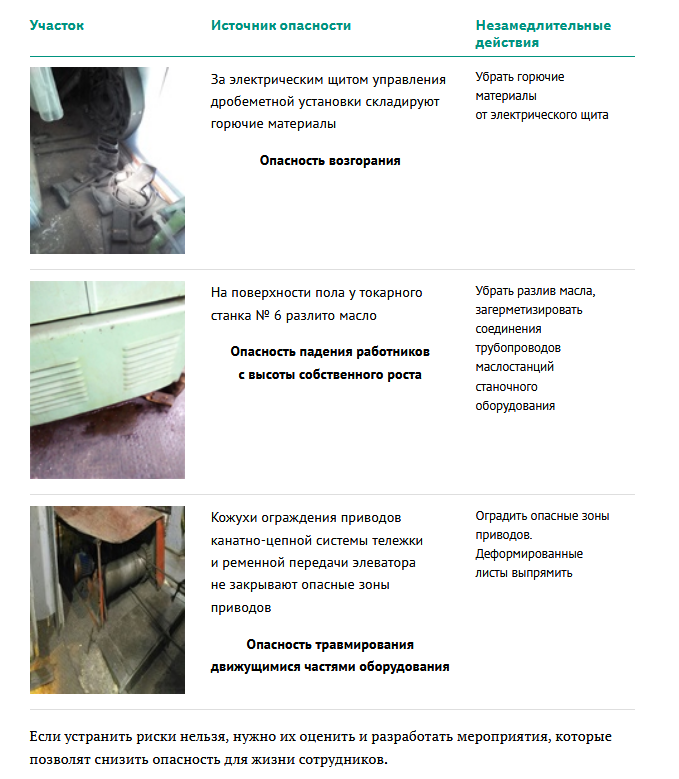 Участок
Источник опасности
Незамедлительные
действия
За электрическим щитом управления
дробеметной установки складируют
горючие материалы
Опасность возгорания
Убрать горючие
материалы
от электрического щита
На поверхности пола у токарного
станка № 6 разлито масло
Опасность падения работников
с высоты собственного роста
Убрать разлив масла,
загерметизировать
соединения
трубопроводов
маслостанций
станочного
оборудования
Кожухи ограждения приводов
канатно-цепной системы тележки
и ременной передачи элеватора
не закрывают опасные зоны
приводов
Опасность травмирования
движущимися частями оборудования
Оградить опасные зоны
приводов.
Деформированные
листы выпрямить
Если устранить риски нельзя, нужно их оценить и разработать мероприятия, которые
позволят снизить опасность для жизни сотрудников.